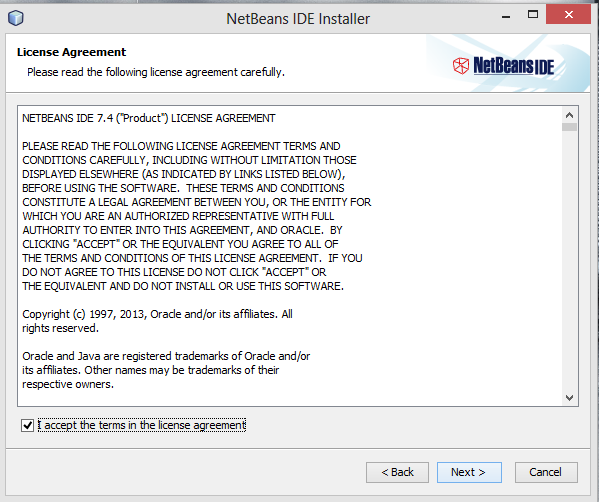 NetBeans IDE Installer
License Agreement
Please read the following license agreement carefully.
NetBeans IDE
NETBEANS IDE 7.4 ("Product") LICENSE AGREEMENT
PLEASE READ THE FOLLOWING LICENSE AGREEMENT TERMS AND
CONDITIONS CAREFULLY, INCLUDING WITHOUT LIMITATION THOSE
DISPLAYED ELSEWHERE (AS INDICATED BY LINKS LISTED BELOW),
BEFORE USING THE SOFTWARE.  THESE TERMS AND CONDITIONS
CONSTITUTE A LEGAL AGREEMENT BETWEEN YOU, OR THE ENTITY FOR
WHICH YOU ARE AN AUTHORIZED REPRESENTATIVE WITH FULL
AUTHORITY TO ENTER INTO THIS AGREEMENT, AND ORACLE.  BY
CLICKING "ACCEPT" OR THE EQUIVALENT YOU AGREE TO ALL OF
THE TERMS AND CONDITIONS OF THIS LICENSE AGREEMENT.  IF YOU
DO NOT AGREE TO THIS LICENSE DO NOT CLICK "ACCEPT" OR
THE EQUIVALENT AND DO NOT INSTALL OR USE THIS SOFTWARE.
Copyright (c) 1997, 2013, Oracle and/or its affiliates. All
rights reserved.
Oracle and Java are registered trademarks of Oracle and/or
its affiliates. Other names may be trademarks of their
respective owners.
I accept the terms in the license agreement
< Back
Next >
Cancel